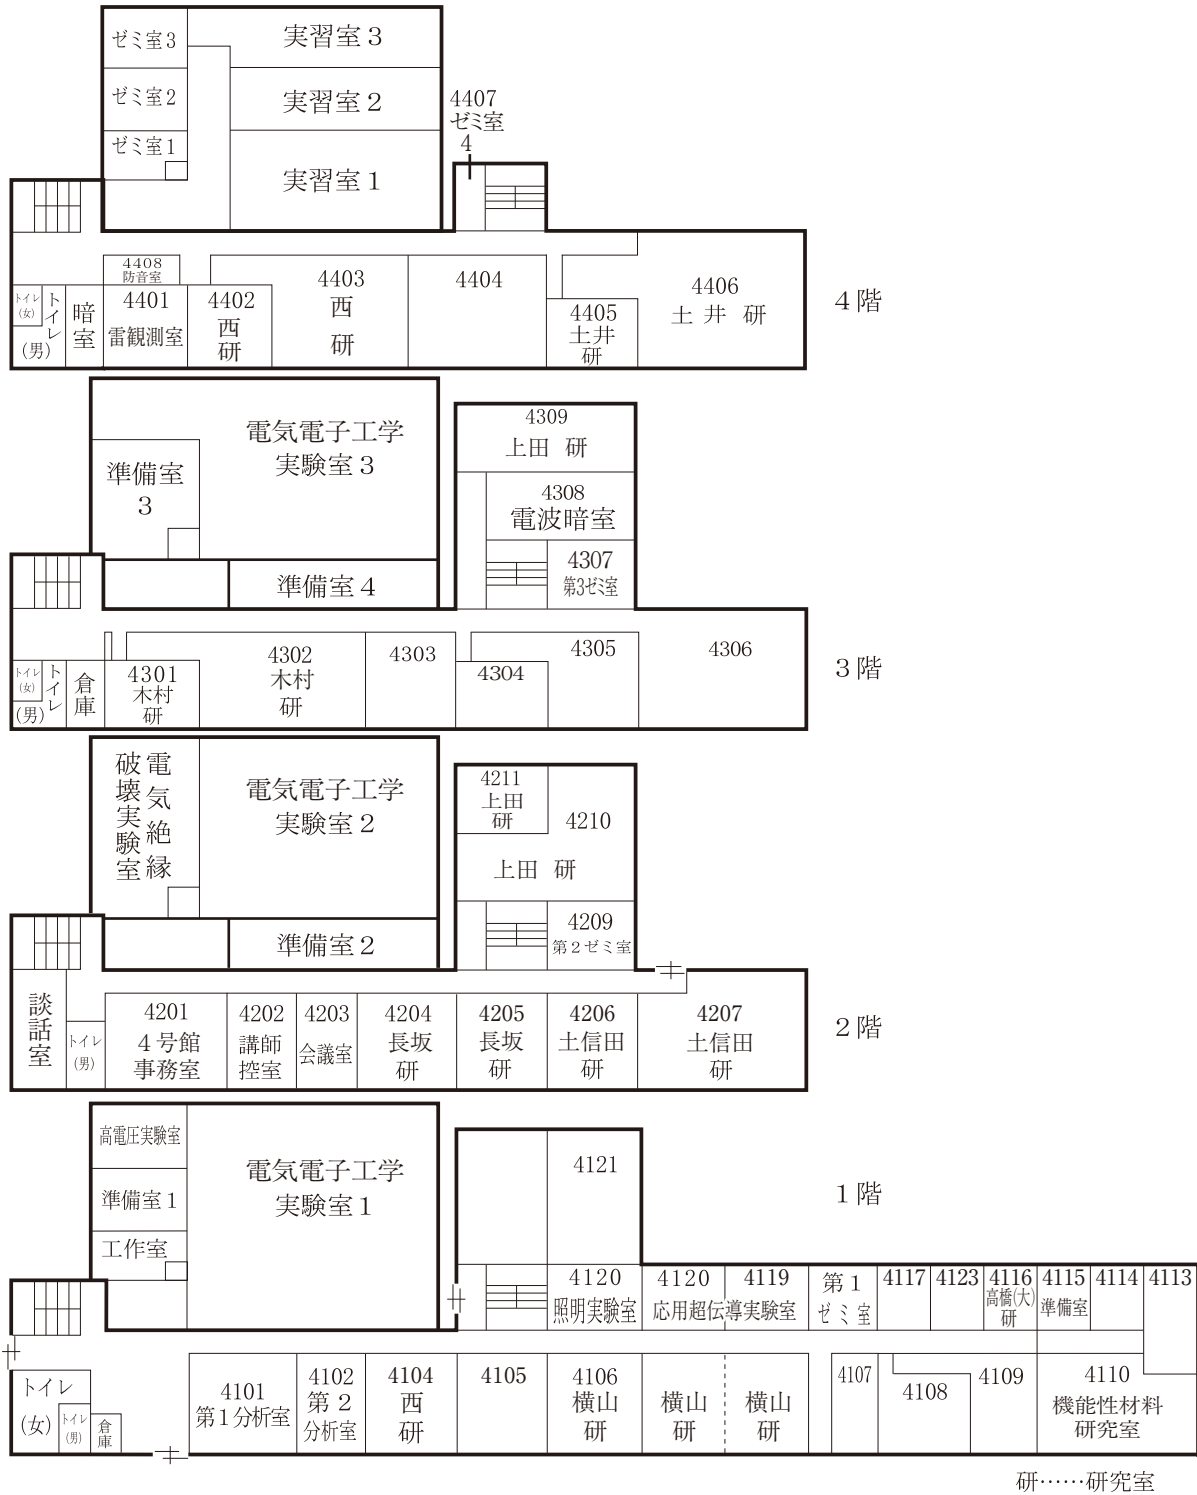 ゼミ室3
実習室3
ゼミ室2
実習室2
4407
ゼミ室
4
ゼミ室1
実習室1
4408
防音室
4403
西
研
4404
4406
土井 研
4階
トイレ
(女)
トイレ
(男)
暗室
4401
雷観測室
4402
西
研
4405
土井
研
電気電子工学
実験室3
4309
上田 研
準備室
3
4308
電波暗室
4307
第3ゼミ室
準備室4
4302
木村
研
4303
4305
4306
3階
トイレ
(女)
トイレ
(男)
倉庫
4301
木村
研
4304
電気絶縁
破壊実験室
電気電子工学
実験室2
4211
上田
研
4210
上田 研
4209
第2ゼミ室
準備室2
談話室
トイレ
(男)
4201
4号館
事務室
4202
講師
控室
4203
会議室
4204
長坂
研
4205
長坂
研
4206
土信田
研
4207
土信田
研
2階
高電圧実験室
電気電子工学
実験室1
4121
1階
準備室1
工作室
4120
照明実験室
4120 4119
応用超伝導実験室
第1
ゼミ室
4117
4123
4116
高橋(大)
研
4115
準備室
4114
4113
トイレ
(女)
トイレ
(男)
倉庫
4101
第1分析室
4102
第2
分析室
4104
西
研
4105
4106
横山
研
横山
研
横山
研
4107
4108
4109
4110
機能性材料
研究室
研……研究室